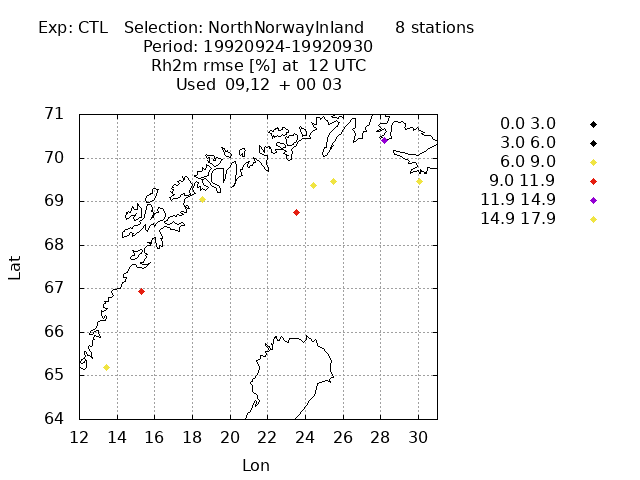 Exp: CTL   Selection: NorthNorwayInland      8 stations
Period: 19920924-19920930
Rh2m rmse [%] at  12 UTC
Used  09,12  + 00 03
71
70
69
68
67
66
65
64
Lat
12 14 16 18 20 22 24 26 28 30
Lon
0.0 3.0
3.0 6.0
6.0 9.0
9.0 11.9
11.9 14.9
14.9 17.9